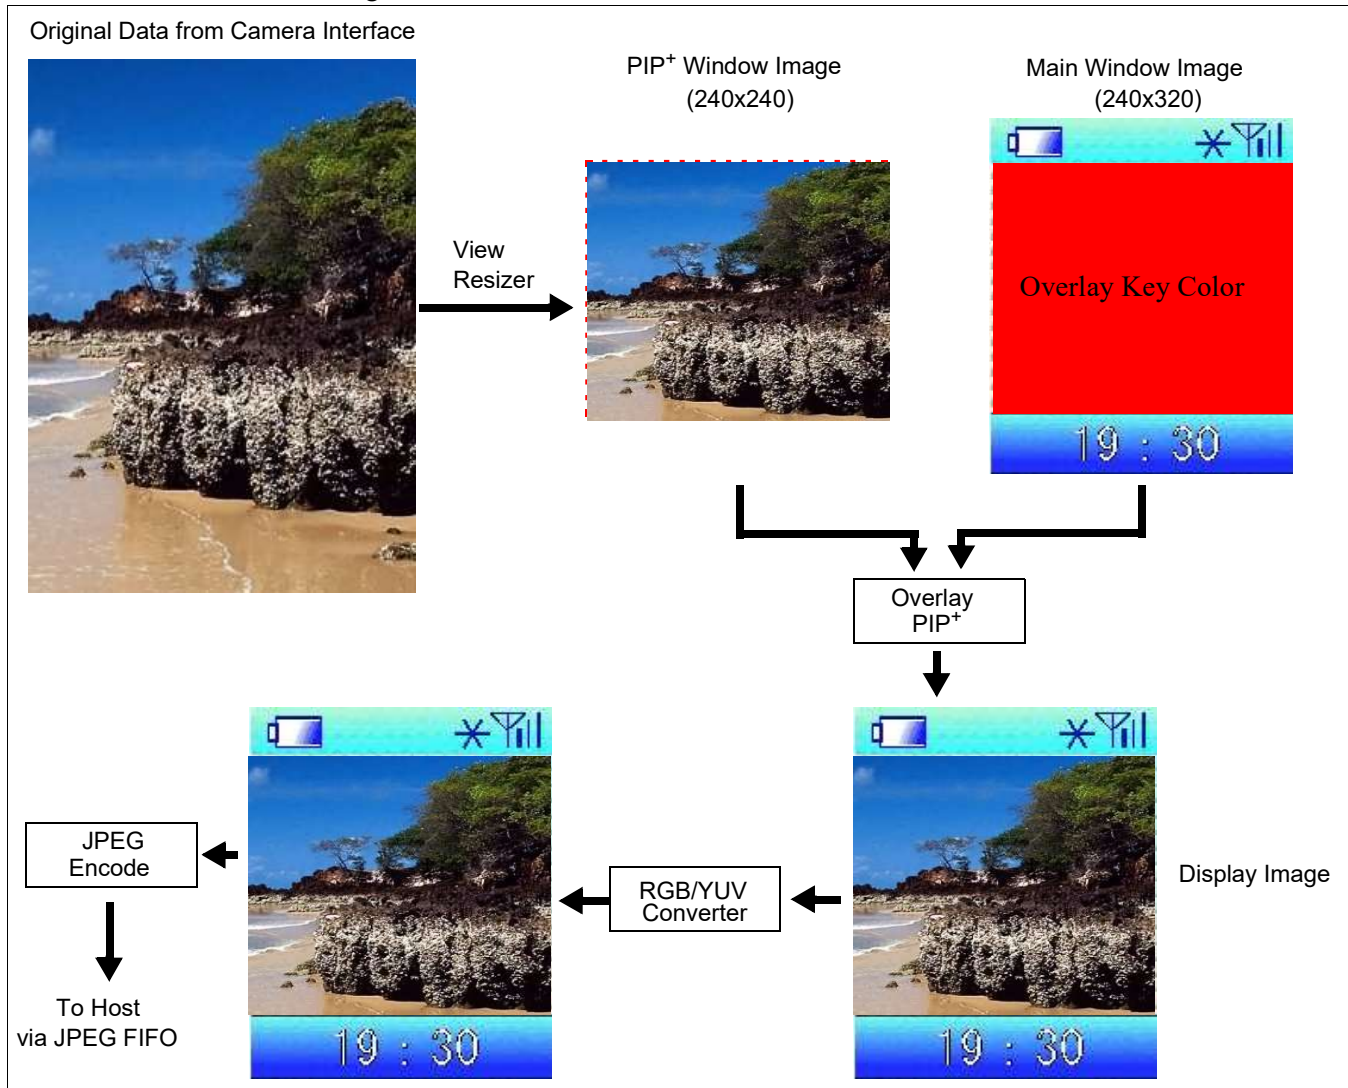 Original Data from Camera Interface
PIP+ Window Image
(240x240)
Main Window Image
(240x320)
View
Resizer
Overlay Key Color
19 : 30
Overlay
PIP+
JPEG
Encode
RGB/YUV
Converter
Display Image
To Host
via JPEG FIFO
19 : 30
19 : 30